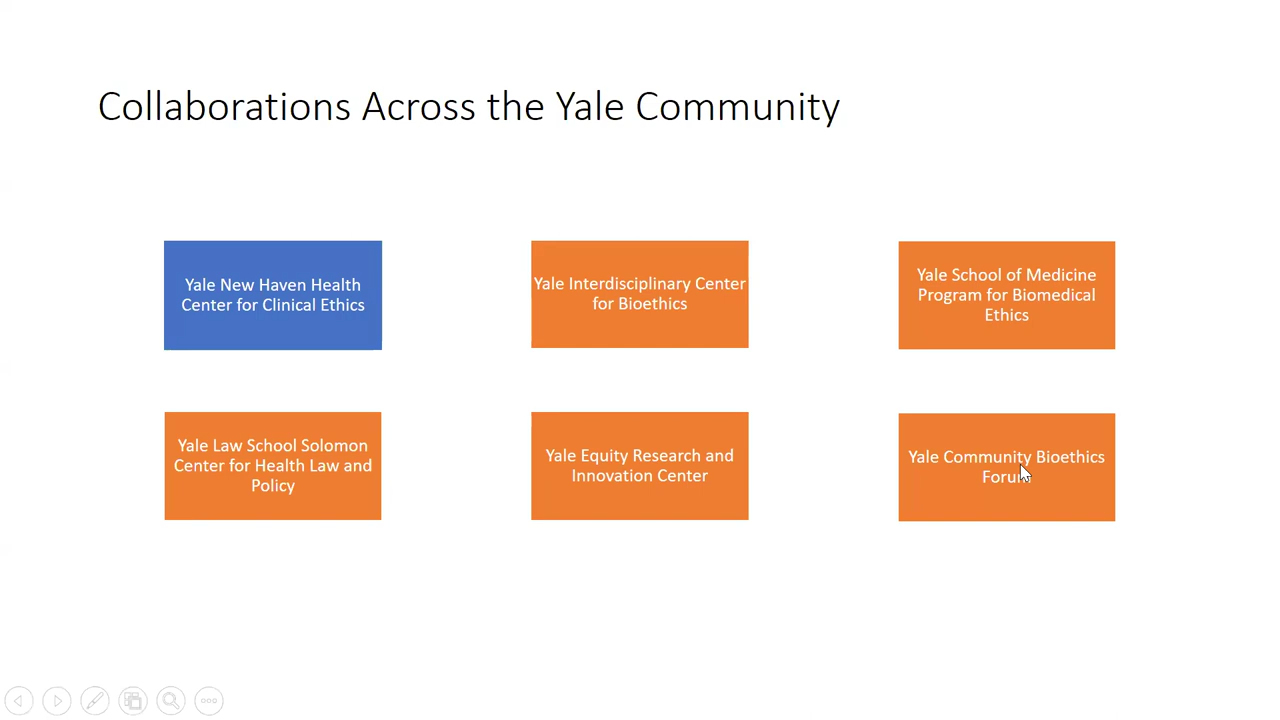 Collaborations Across the Yale Community
Yale New Haven Health
Center for Clinical Ethics
Yale Interdisciplinary Center
for Bioethics
Yale School of Medicine
Program for Biomedical
Ethics
Yale Law School Solomon
Center for Health Law and
Policy
Yale Equity Research and
Innovation Center
Yale Community Bioethics
Forum